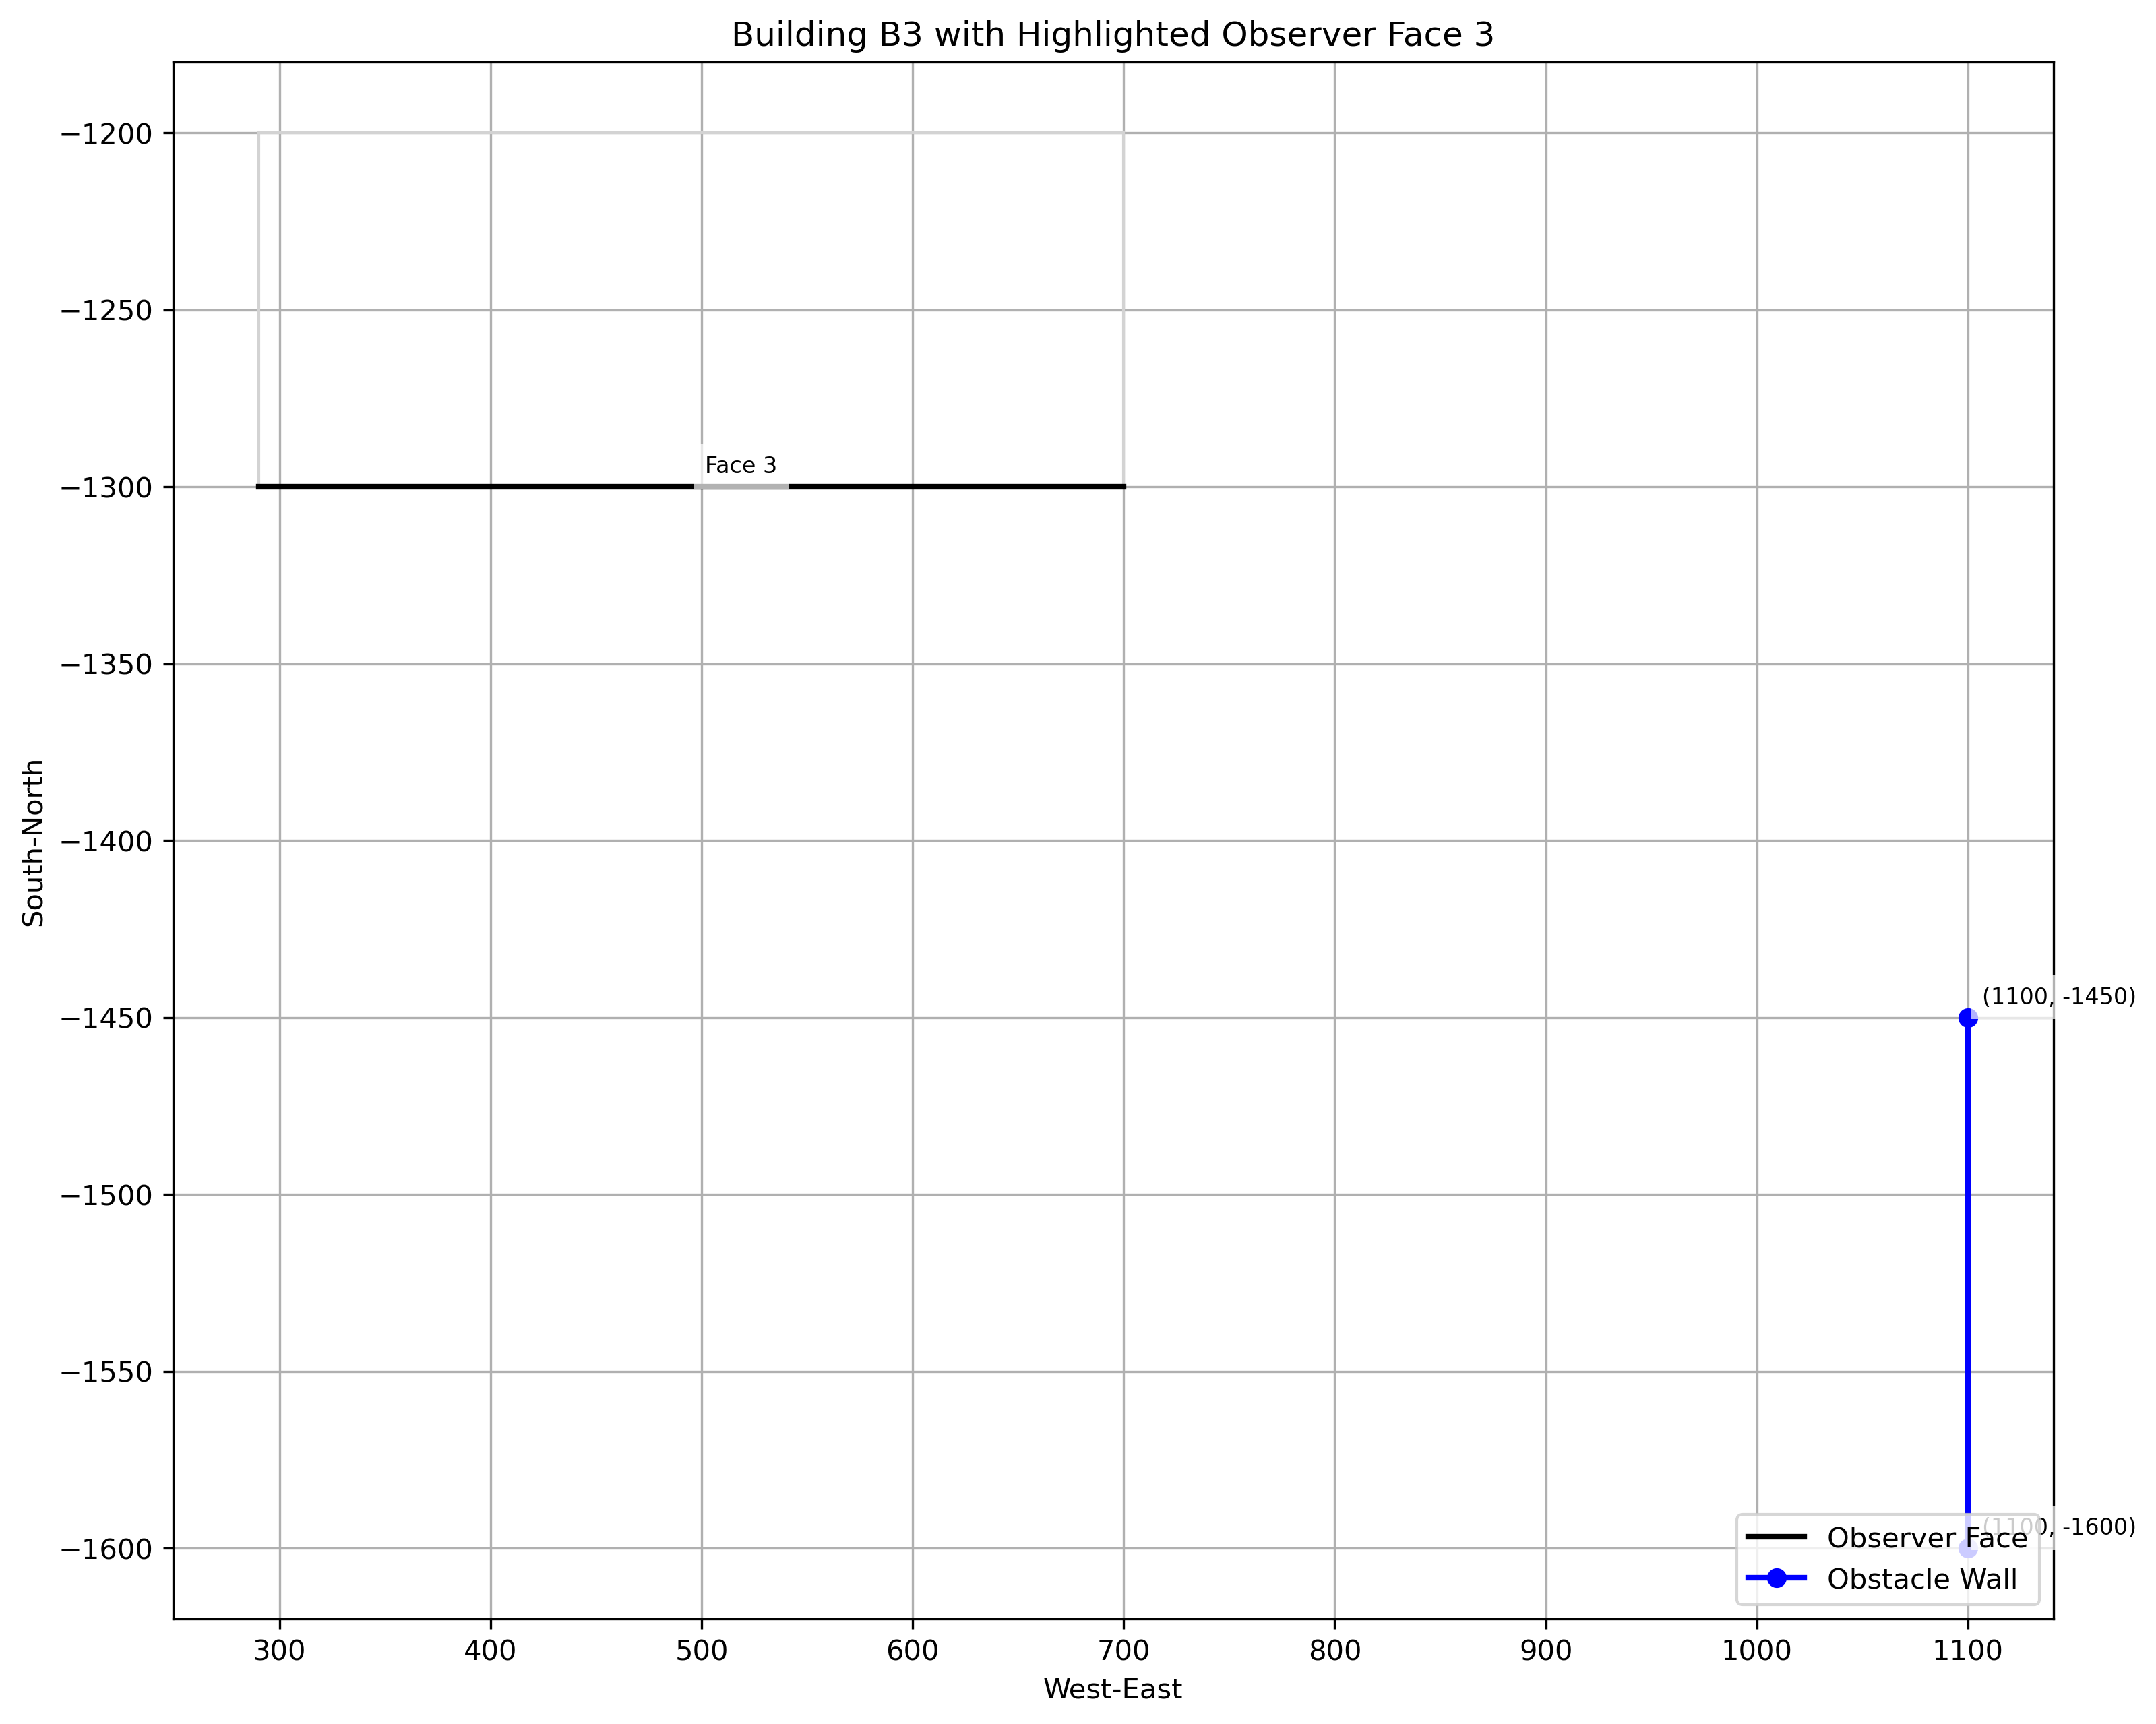 Building B3 with Highlighted Observer Face 3
−1200
−1250
Face 3
−1300
−1350
−1400
South-North
(1100, -1450)
−1450
−1500
−1550
(1100, -1600)
−1600
Observer Face
Obstacle Wall
300 400 500 600 700 800 900 1000 1100
West-East